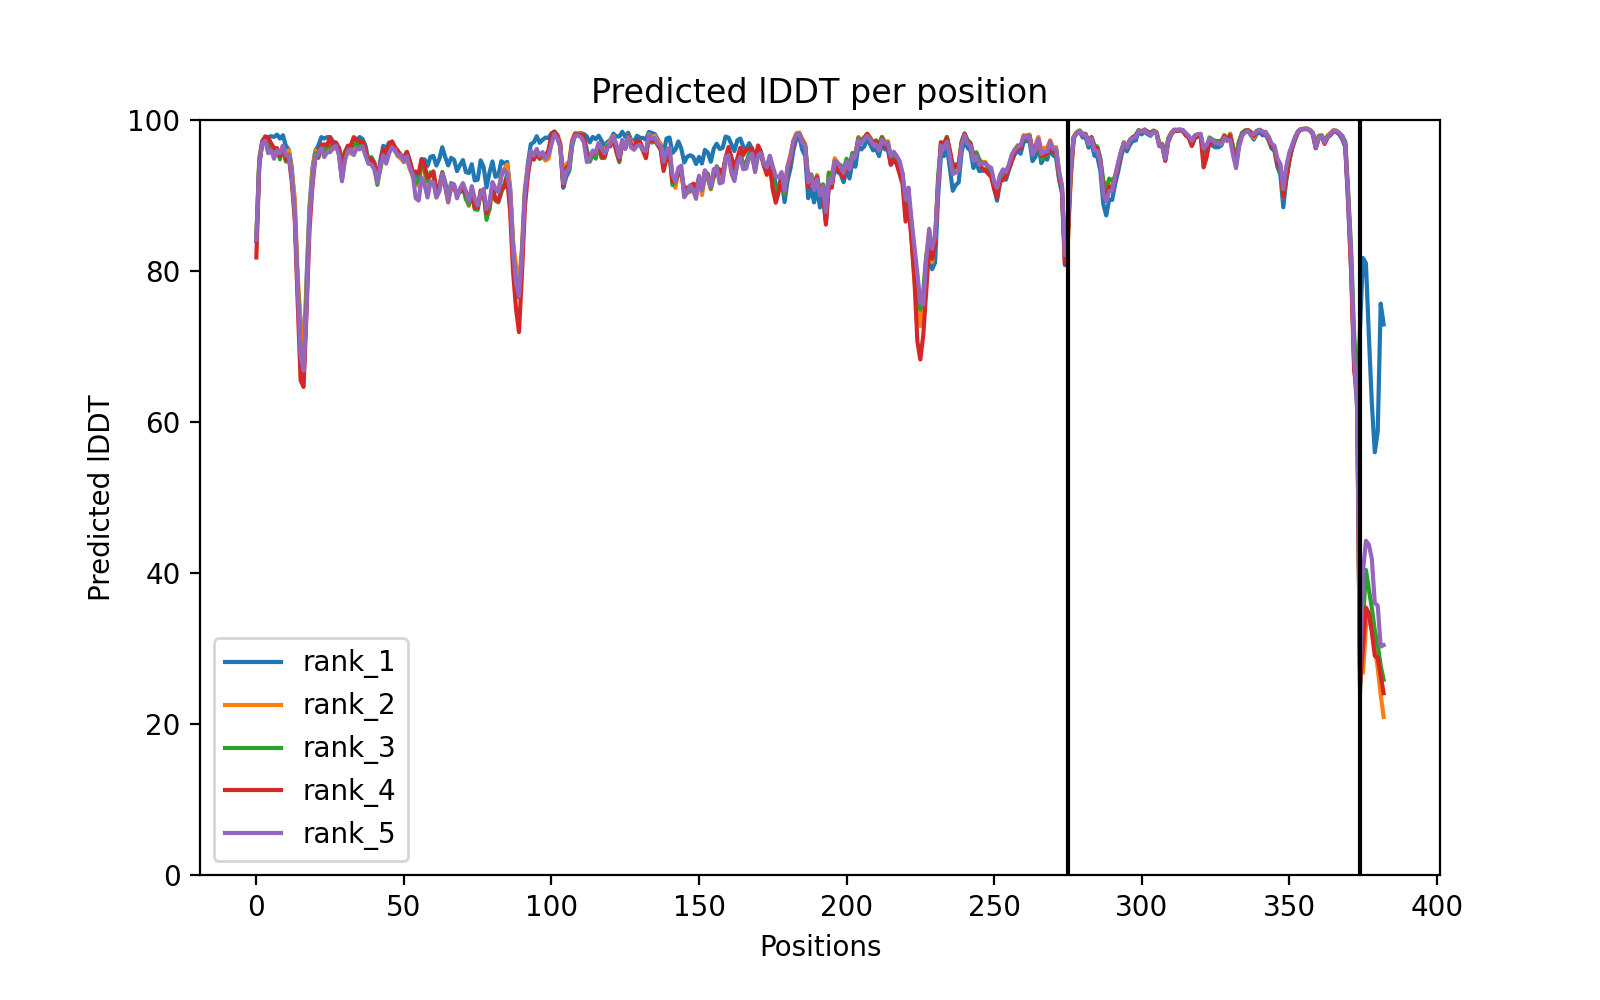 Predicted lDDT per position
100
80
60
40
20
0
Predicted lDDT
rank_1
rank_2
rank_3
rank_4
rank_5
0 50 100 150 200 250 300 350 400
Positions